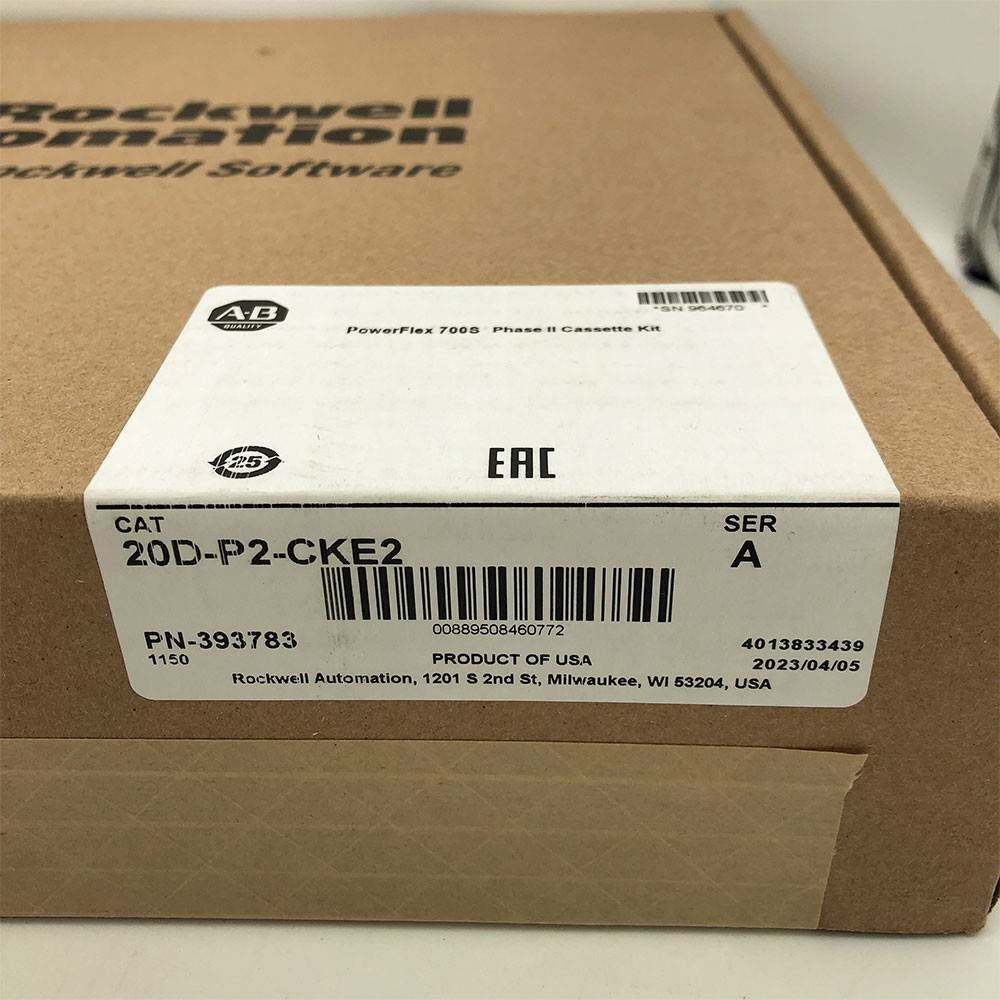 Rockwell
omation
ockwell Software
A-B
QUALITY
*SN 964670 *
PowerFlex 700S Phase II Cassette Kit
25
EAC
CAT
20D-P2-CKE2
SER
A
00889508460772
PN-393783
1150
PRODUCT OF USA
4013833439
2023/04/05
Rockwell Automation, 1201 S 2nd St, Milwaukee, WI 53204, USA